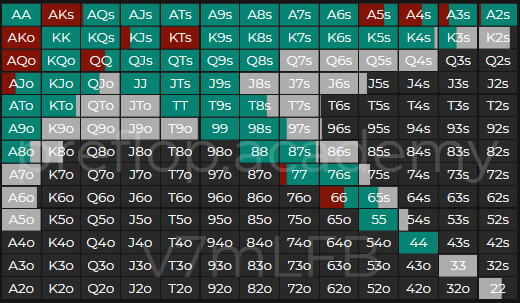 AA AKs AQs AJs ATs A9s A8s A7s A6s A5s A4s A3s A2s
AKo KK KQs KJs KTs K9s K8s K7s K6s K5s K4s K3s K2s
AQo KQo QQ QJs QTs Q9s Q8s Q7s Q6s Q5s Q4s Q3s Q2s
AJo KJo QJo JJ JTs J9s J8s J7s J6s J5s J4s J3s J2s
ATo KTo QTo JTo TT T9s T8s T7s T6s T5s T4s T3s T2s
A9o K9o Q9o J9o T9o 99 98s 97s 96s 95s 94s 93s 92s
A8o K8o Q8o J8o T8o 98o 88 87s 86s 85s 84s 83s 82s
A7o K7o Q7o J7o T7o 97o 87o 77 76s 75s 74s 73s 72s
A6o K6o Q6o J6o T6o 96o 86o 76o 66 65s 64s 63s 62s
A5o K5o Q5o J5o T5o 95o 85o 75o 65o 55 54s 53s 52s
A4o K4o Q4o J4o T4o 94o 84o 74o 64o 54o 44 43s 42s
A3o K3o Q3o J3o T3o 93o 83o 73o 63o 53o 43o 33 32s
A2o K2o Q2o J2o T2o 92o 82o 72o 62o 52o 42o 32o 22
preflop.academy
V7mLFB